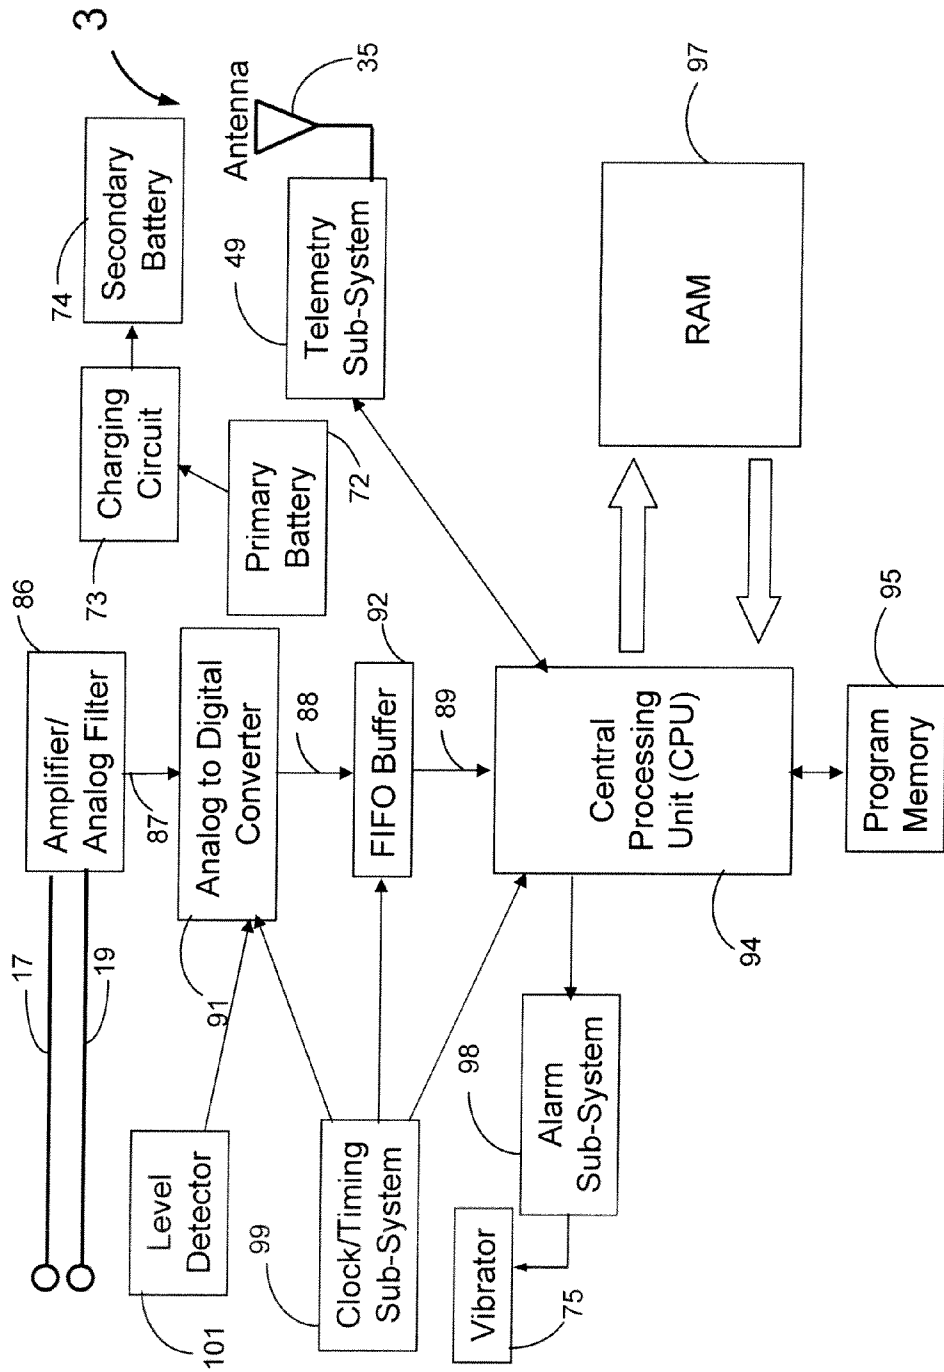 3
17
19
Amplifier/
Analog Filter
86
87
73
Charging
Circuit
74
Secondary
Battery
Level
Detector
101
91
Analog to Digital
Converter
88
Primary
Battery
72
49
Telemetry
Sub-System
Antenna
35
99
Clock/Timing
Sub-System
FIFO Buffer
92
89
Vibrator
75
98
Alarm
Sub-System
Central
Processing
Unit (CPU)
94
RAM
97
Program
Memory
95